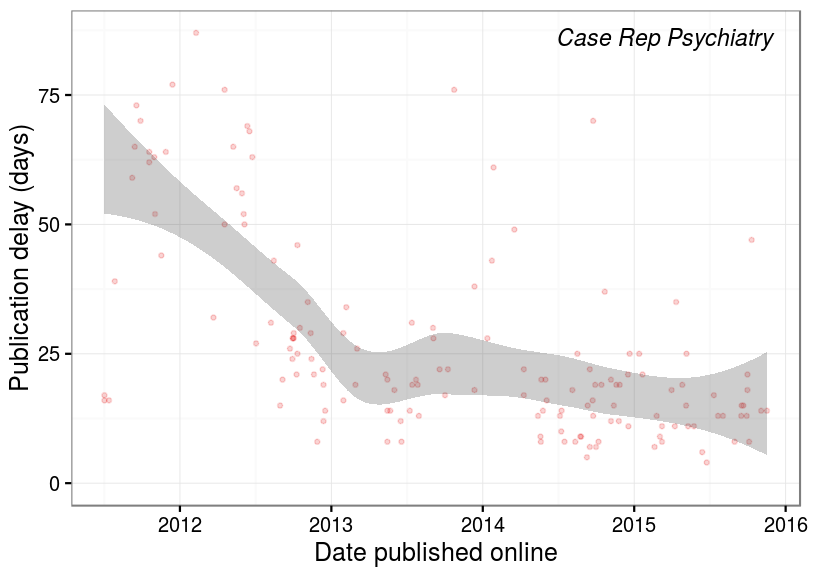 Case Rep Psychiatry
Publication delay (days)
75
50
25
0
2012 2013 2014 2015 2016
Date published online